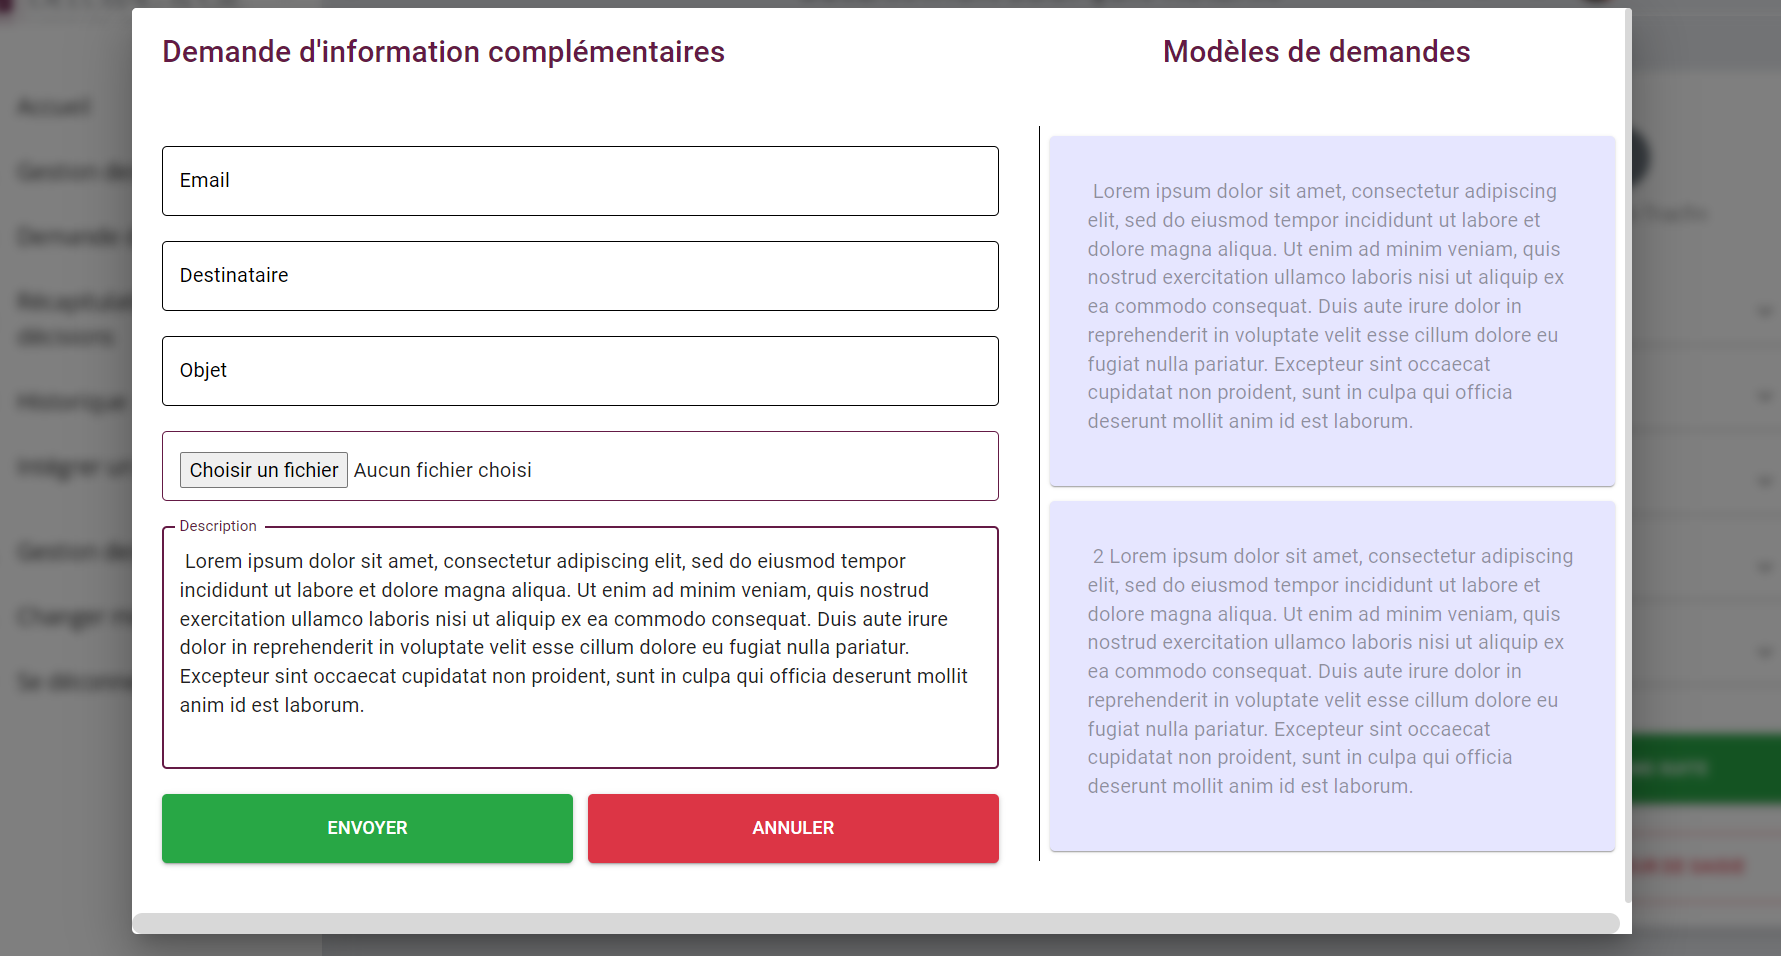 Demande d'information complémentaires
Email
Destinataire
Objet
Choisir un fichier Aucun fichier choisi
Description
Lorem ipsum dolor sit amet, consectetur adipiscing elit, sed do eiusmod tempor
incididunt ut labore et dolore magna aliqua. Ut enim ad minim veniam, quis nostrud
exercitation ullamco laboris nisi ut aliquip ex ea commodo consequat. Duis aute irure
dolor in reprehenderit in voluptate velit esse cillum dolore eu fugiat nulla pariatur.
Excepteur sint occaecat cupidatat non proident, sunt in culpa qui officia deserunt mollit
anim id est laborum.
ENVOYER
ANNULER
Modèles de demandes
Lorem ipsum dolor sit amet, consectetur adipiscing
elit, sed do eiusmod tempor incididunt ut labore et
dolore magna aliqua. Ut enim ad minim veniam, quis
nostrud exercitation ullamco laboris nisi ut aliquip ex
ea commodo consequat. Duis aute irure dolor in
reprehenderit in voluptate velit esse cillum dolore eu
fugiat nulla pariatur. Excepteur sint occaecat
cupidatat non proident, sunt in culpa qui officia
deserunt mollit anim id est laborum.
2 Lorem ipsum dolor sit amet, consectetur adipiscing
elit, sed do eiusmod tempor incididunt ut labore et
dolore magna aliqua. Ut enim ad minim veniam, quis
nostrud exercitation ullamco laboris nisi ut aliquip ex
ea commodo consequat. Duis aute irure dolor in
reprehenderit in voluptate velit esse cillum dolore eu
fugiat nulla pariatur. Excepteur sint occaecat
cupidatat non proident, sunt in culpa qui officia
deserunt mollit anim id est laborum.
Accueil
Gestion de
Demande
décisions
Historique
Intégrer un
Gestion de
Changer